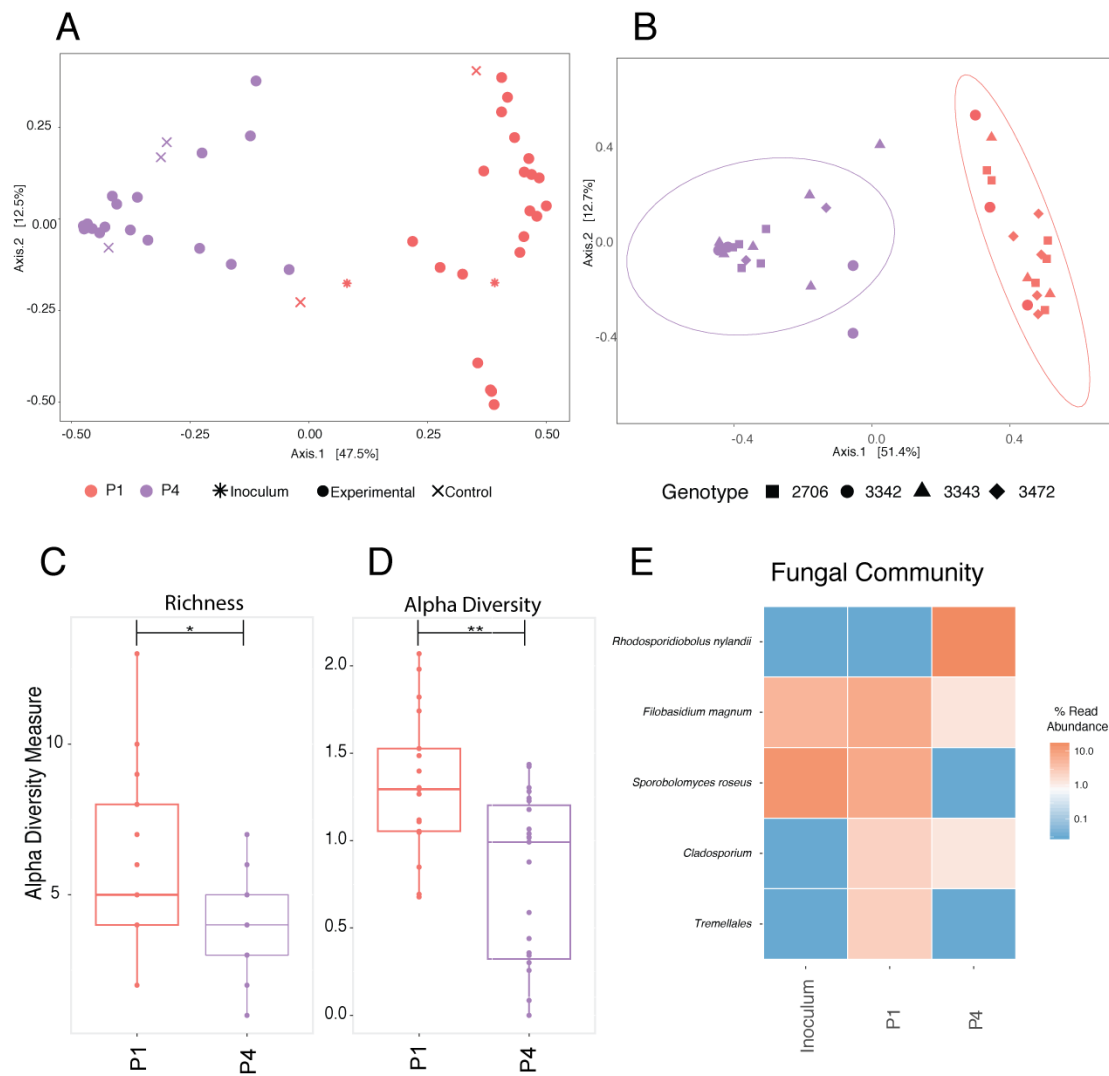 A
B
0.25
0.00
-0.25
-0.50
Axis.2 [12.5%]
-0.50
-0.25
0.00
0.25
0.50
Axis.1 [47.5%]
P1
P4
Inoculum
Experimental
Control
0.4
0.0
-0.4
Axis.2 [12.7%]
-0.4
0.0
0.4
Axis.1 [51.4%]
Genotype
2706
3342
3343
3472
C
D
E
Richness
*
Alpha Diversity Measure
10
5
P1
P4
Alpha Diversity
**
2.0
1.5
1.0
0.5
0.0
P1
P4
Fungal Community
Rhodosporidiobolus nylandii
Filobasidium magnum
Sporobolomyces roseus
Cladosporium
Tremellales
Inoculum
P1
P4
% Read
Abundance
10.0
1.0
0.1